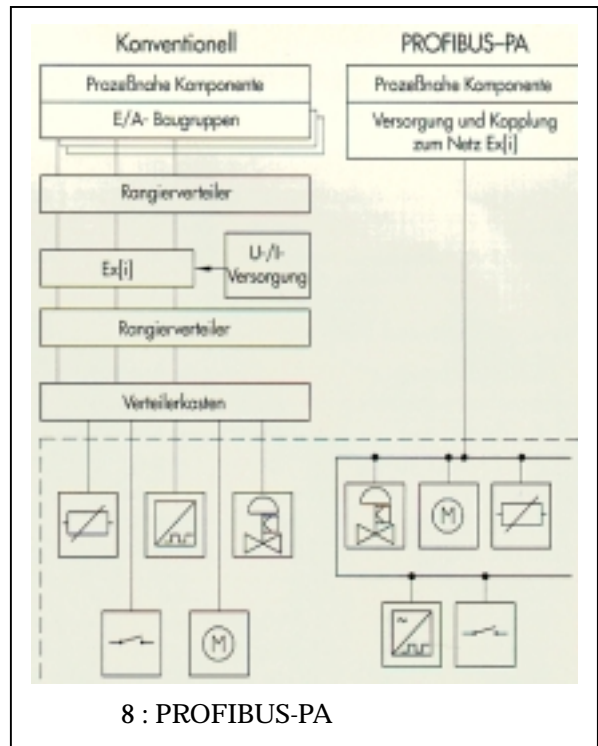 Konventionell
Prozeßnahe Komponente
E/A- Baugruppen
Rangierverteiler
Ex[i]
U-/I-
Versorgung
Rangierverteiler
Verteilerkasten
M
PROFIBUS–PA
Prozeßnahe Komponente
Versorgung und Kopplung
zum Netz Ex[i]
M
8 : PROFIBUS-PA